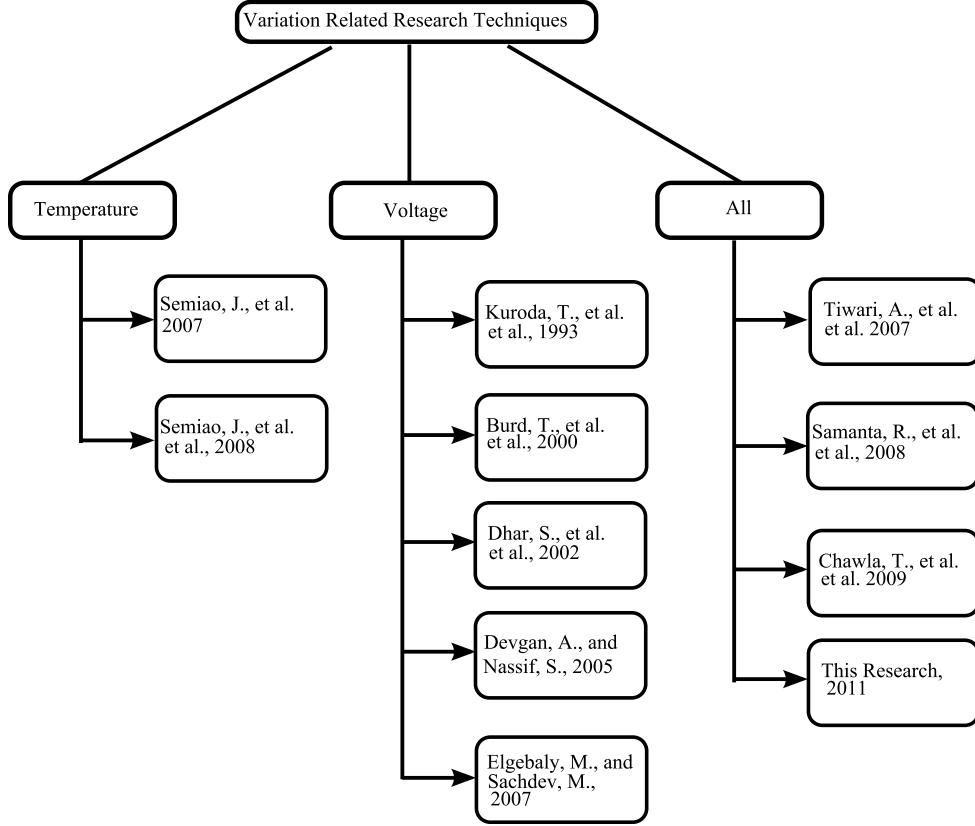 Variation Related Research Techniques
Temperature
Voltage
All
Semiao, J., et al.
2007
Semiao, J., et al.
et al., 2008
Kuroda, T., et al.
et al., 1993
Burd, T., et al.
et al., 2000
Dhar, S., et al.
et al., 2002
Devgan, A., and
Nassif, S., 2005
Elgebaly, M., and
Sachdev, M.,
2007
Tiwari, A., et al.
et al. 2007
Samanta, R., et al.
et al., 2008
Chawla, T., et al.
et al. 2009
This Research,
2011